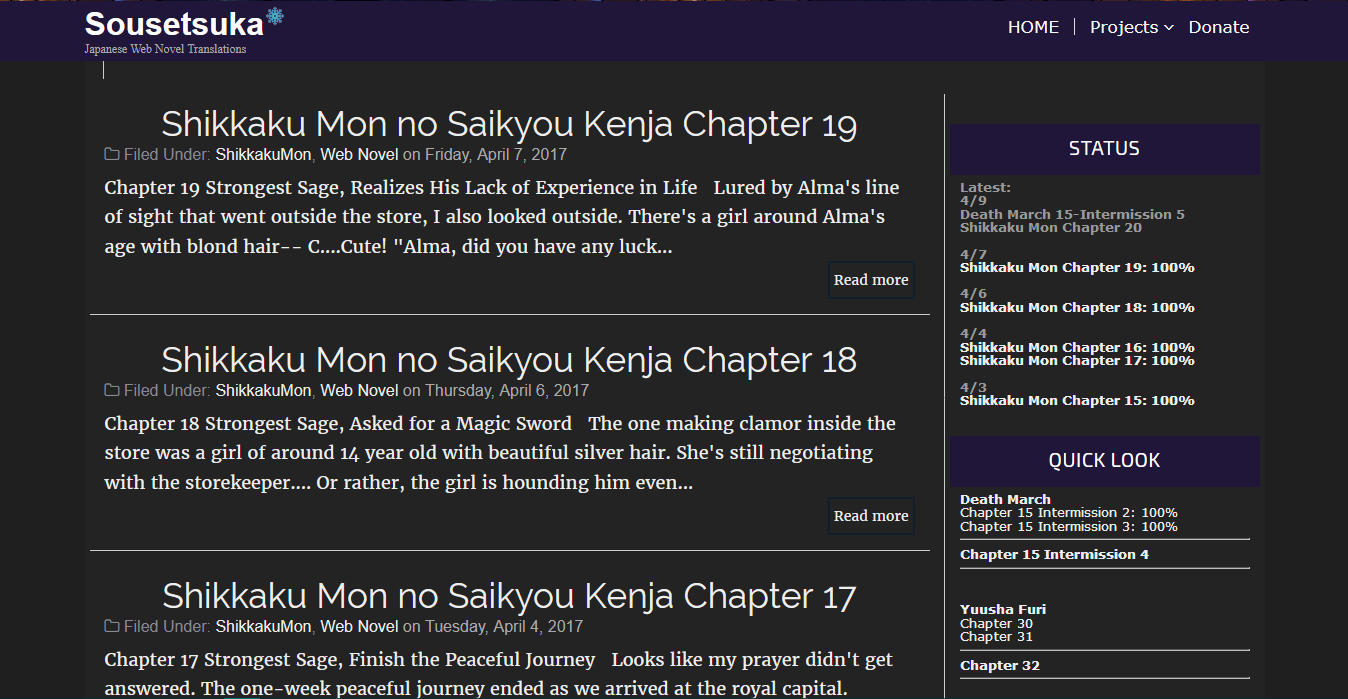 Sousetsuka
Japanese Web Novel Translations
HOME
Projects
Donate
Shikkaku Mon no Saikyou Kenja Chapter 19
Filed Under: ShikkakuMon, Web Novel on Friday, April 7, 2017
Chapter 19 Strongest Sage, Realizes His Lack of Experience in Life   Lured by Alma's line
of sight that went outside the store, I also looked outside. There's a girl around Alma's
age with blond hair-- C....Cute! "Alma, did you have any luck...
Read more
Shikkaku Mon no Saikyou Kenja Chapter 18
Filed Under: ShikkakuMon, Web Novel on Thursday, April 6, 2017
Chapter 18 Strongest Sage, Asked for a Magic Sword   The one making clamor inside the
store was a girl of around 14 year old with beautiful silver hair. She's still negotiating
with the storekeeper.... Or rather, the girl is hounding him even...
Read more
Shikkaku Mon no Saikyou Kenja Chapter 17
Filed Under: ShikkakuMon, Web Novel on Tuesday, April 4, 2017
Chapter 17 Strongest Sage, Finish the Peaceful Journey   Looks like my prayer didn't get
answered. The one-week peaceful journey ended as we arrived at the royal capital.
STATUS
Latest:
4/9
Death March 15-Intermission 5
Shikkaku Mon Chapter 20
4/7
Shikkaku Mon Chapter 19: 100%
4/6
Shikkaku Mon Chapter 18: 100%
4/4
Shikkaku Mon Chapter 16: 100%
Shikkaku Mon Chapter 17: 100%
4/3
Shikkaku Mon Chapter 15: 100%
QUICK LOOK
Death March
Chapter 15 Intermission 2: 100%
Chapter 15 Intermission 3: 100%
Chapter 15 Intermission 4
Yuusha Furi
Chapter 30
Chapter 31
Chapter 32